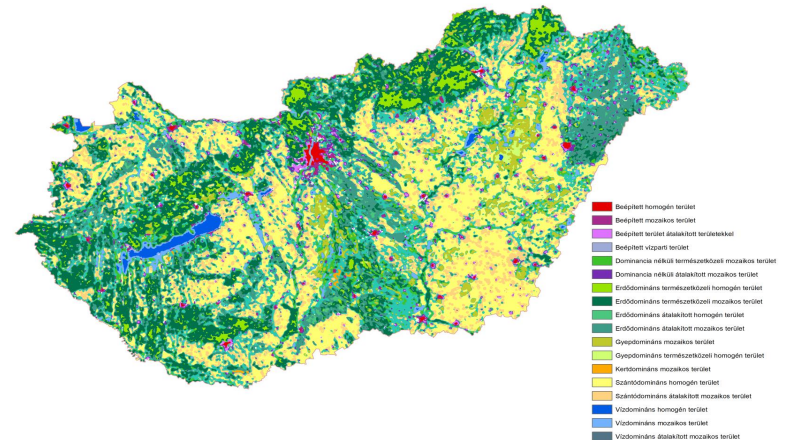 Beépített homogén terület
Beépített mozaikos terület
Beépített terület átalakított területekkel
Beépített vízparti terület
Dominancia nélküli természetközeli mozaikos terület
Dominancia nélküli átalakított mozaikos terület
Erdődomináns természetközeli homogén terület
Erdődomináns természetközeli mozaikos terület
Erdődomináns átalakított homogén terület
Erdődomináns átalakított mozaikos terület
Gyepdomináns mozaikos terület
Gyepdomináns természetközeli homogén terület
Kertdomináns mozaikos terület
Szántódomináns homogén terület
Szántódomináns átalakított mozaikos terület
Vízdomináns homogén terület
Vízdomináns mozaikos terület
Vízdomináns átalakított mozaikos terület